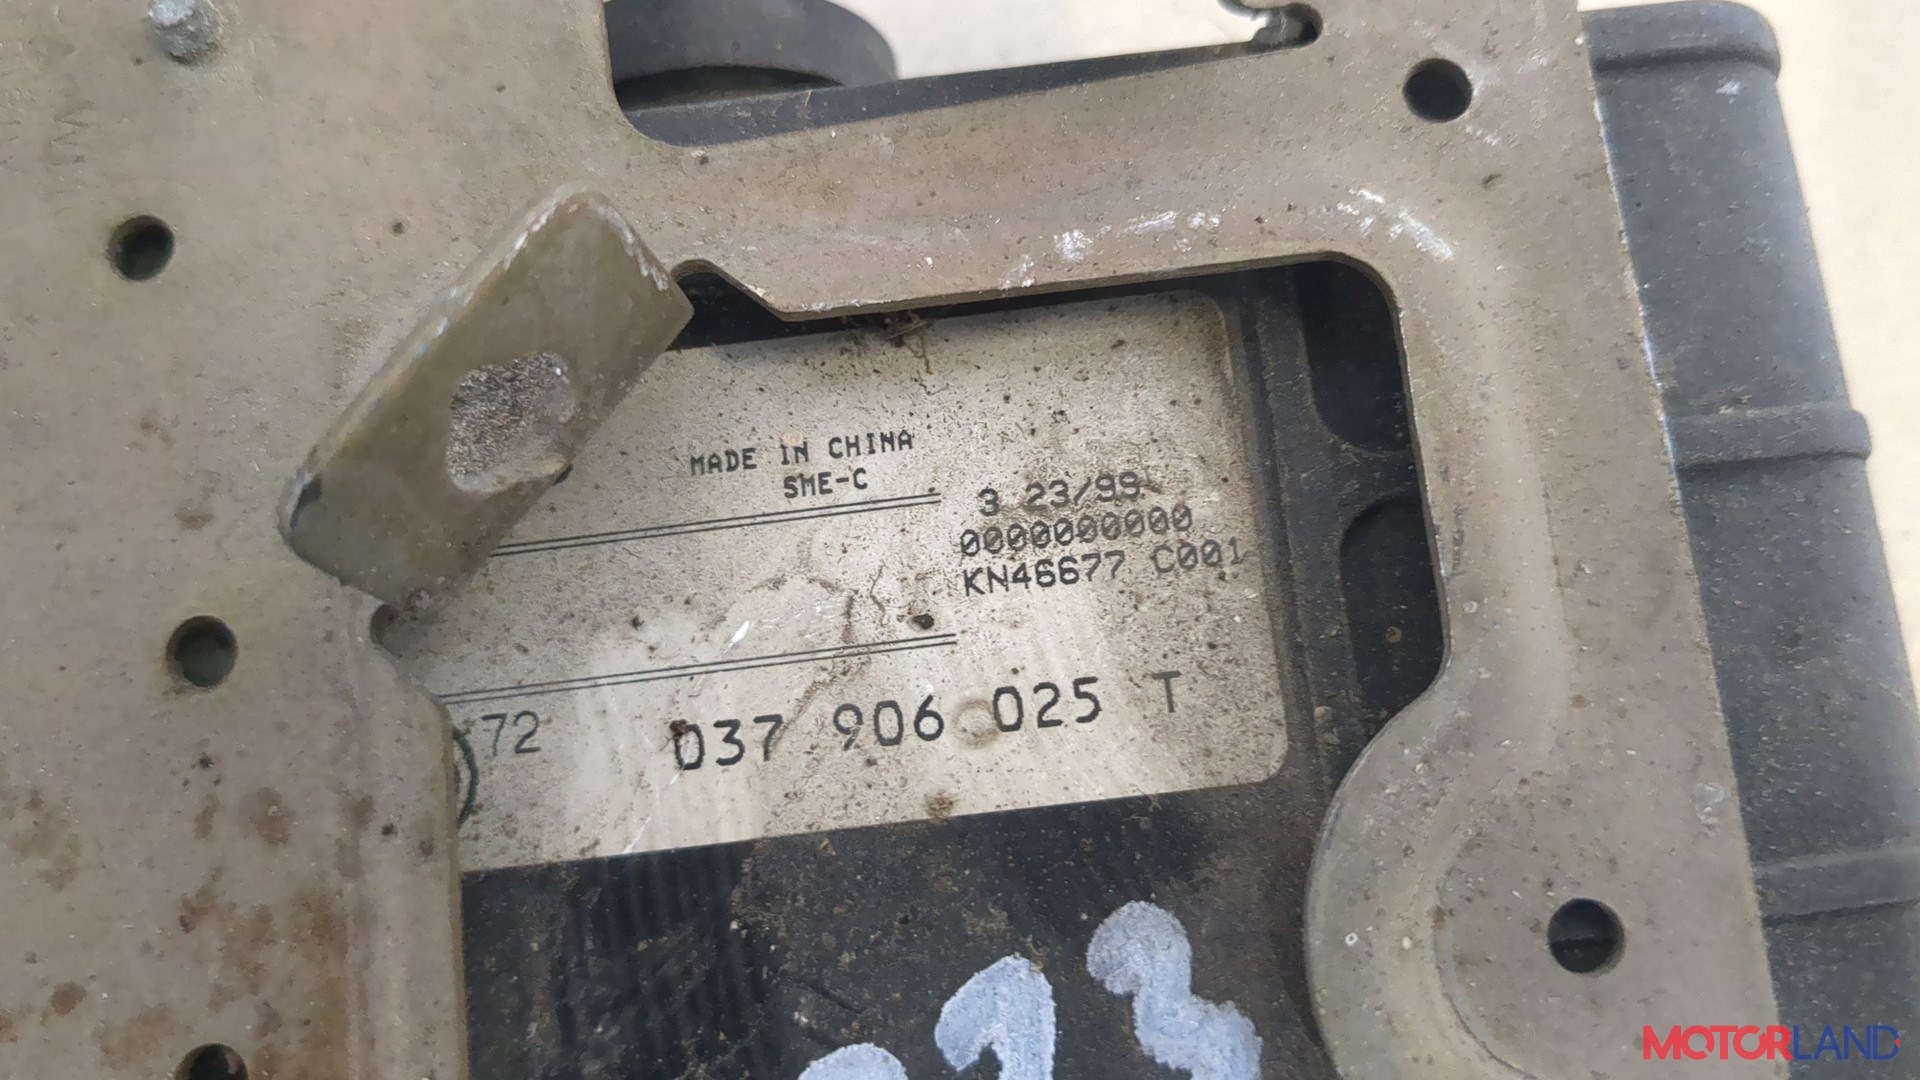 MADE IN CHINA
SME-C
3 23/99
0000000000
KN46677 C001
72 037 906 025 T
MOTORLAND